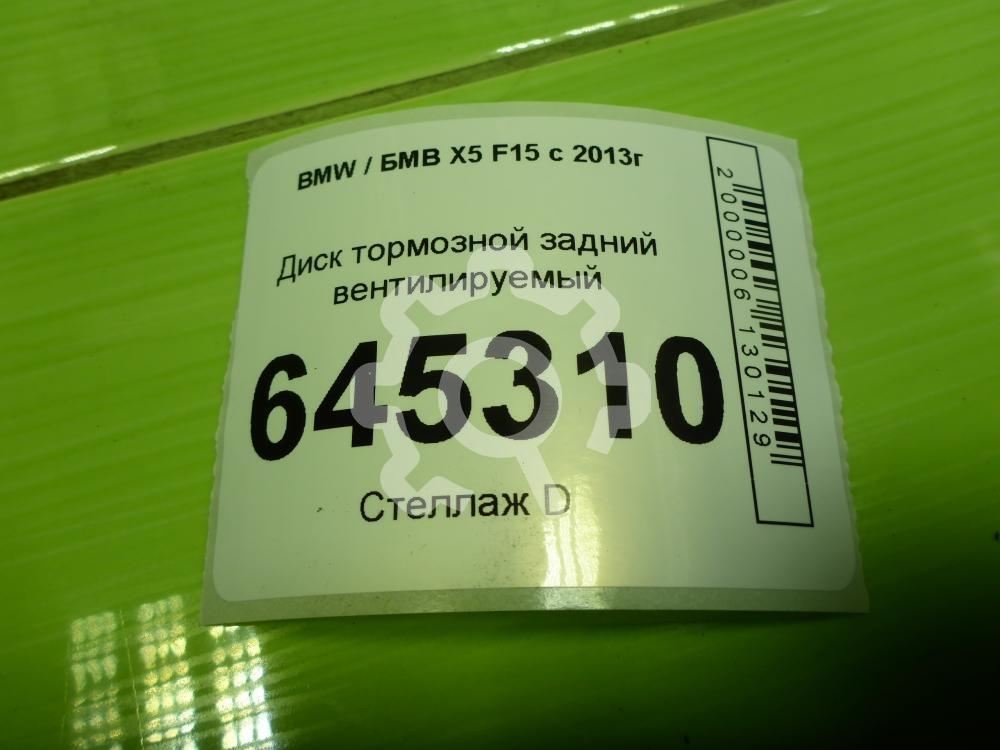 BMW / БМВ X5 F15 с 2013г
Диск тормозной задний
вентилируемый
645310
Стеллаж D
2000006130129